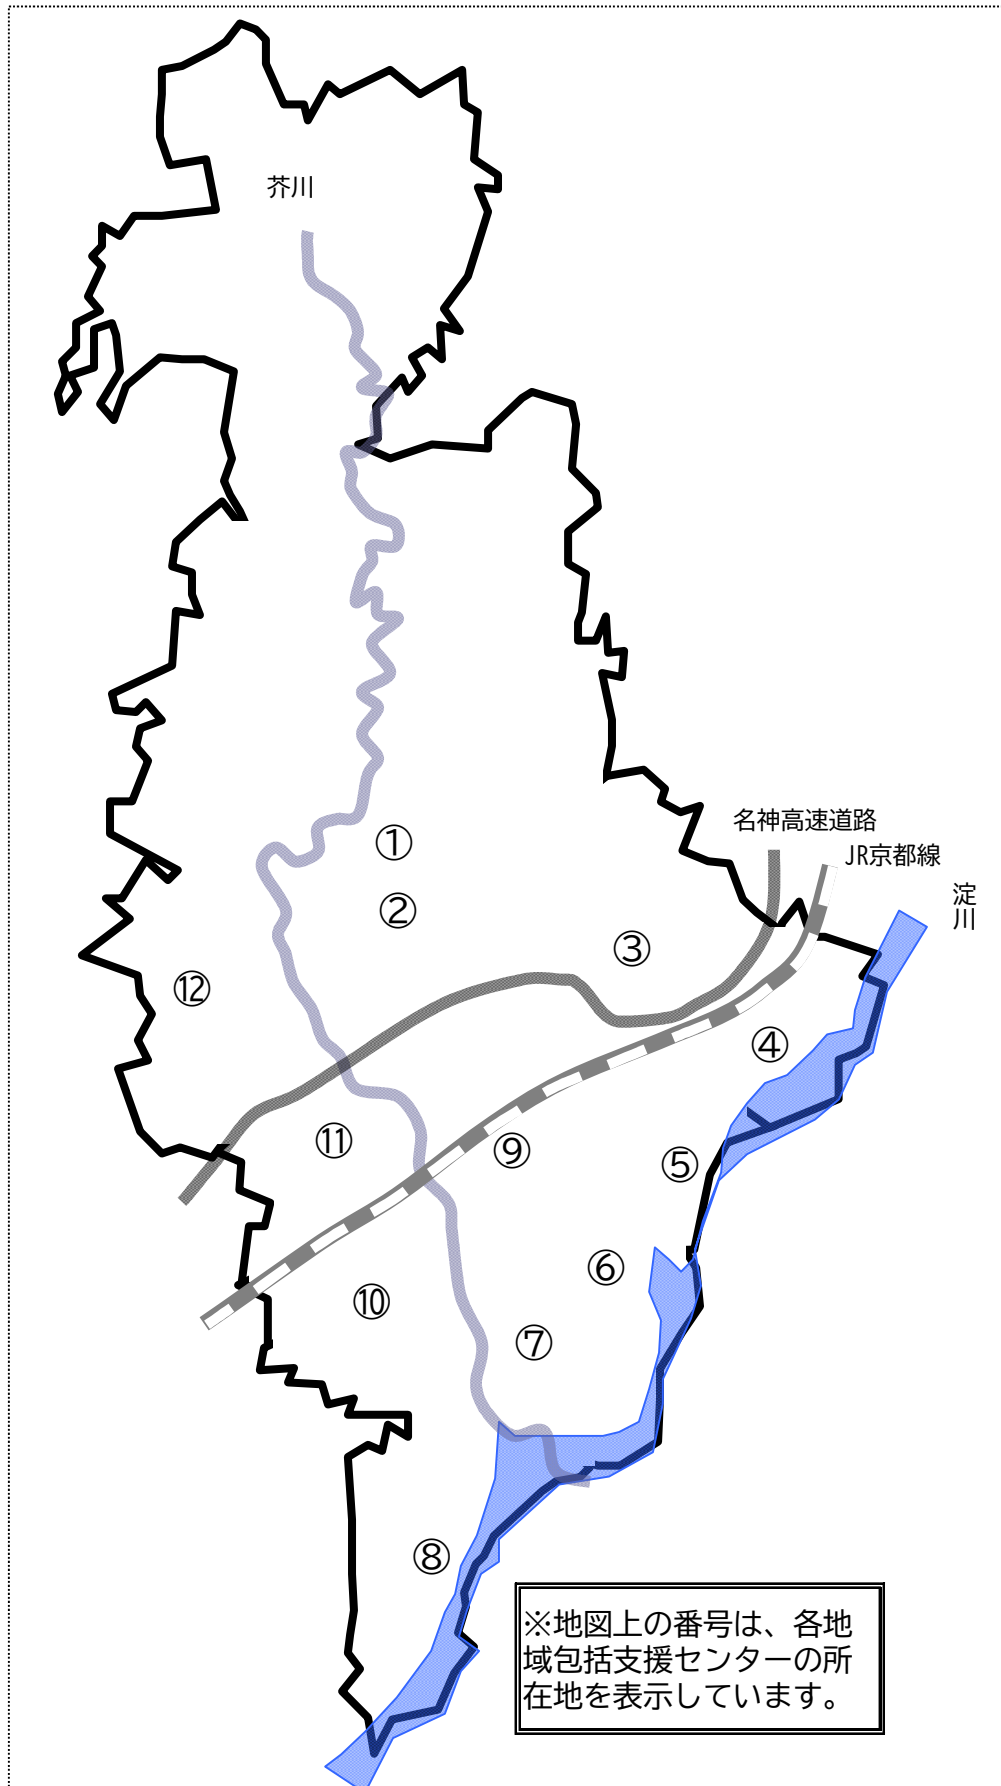 芥川
名神高速道路
JR京都線
淀川
①
②
③
⑫
④
⑪
⑨
⑤
⑥
⑩
⑦
⑧
※地図上の番号は、各地
域包括支援センターの所
在地を表示しています。